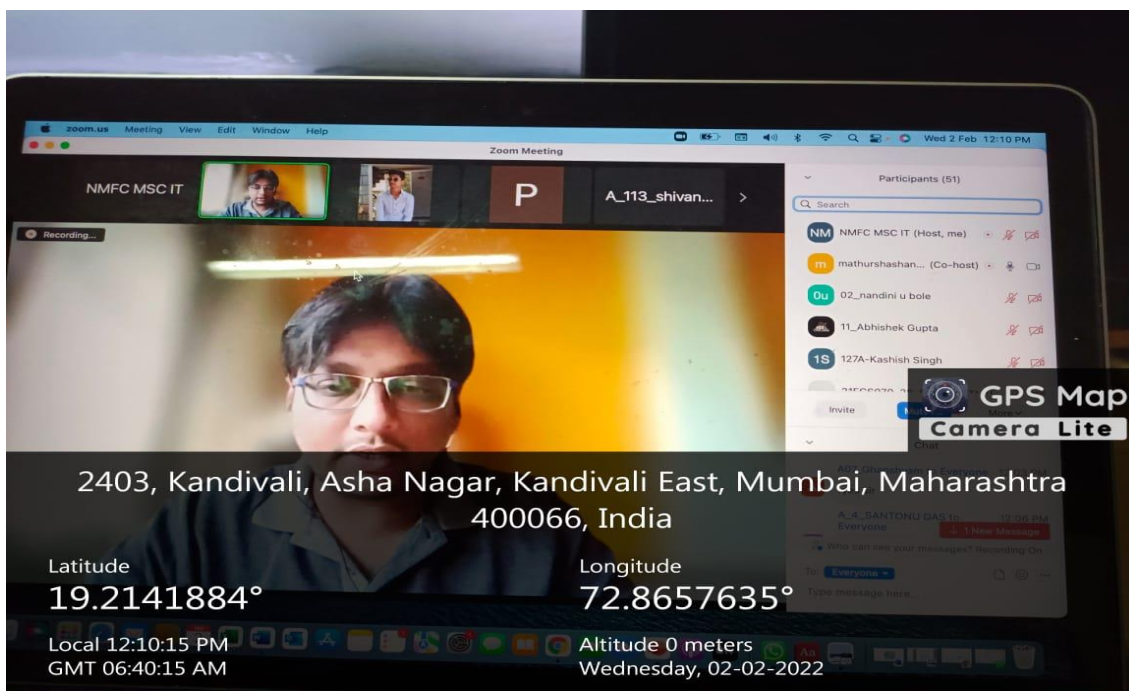 zoom.us Meeting View Edit Window Help
Wed 2 Feb 12:10 PM
Zoom Meeting
NMFC MSC IT
P
A_113_shivan...
Recording...
Participants (51)
Search
NM NMFC MSC IT (Host, me)
m mathurshashan... (Co-host)
0u 02_nandini u bole
11_Abhishek Gupta
1S 127A-Kashish Singh
Invite
GPS Map
Camera Lite
Chat
A_4_SANTONU DAS to 12:06 PM
Everyone
1 New Message
Who can see your messages? Recording On
To: Everyone
Type message here...
2403, Kandivali, Asha Nagar, Kandivali East, Mumbai, Maharashtra
400066, India
Latitude
19.2141884°
Longitude
72.8657635°
Local 12:10:15 PM
GMT 06:40:15 AM
Altitude 0 meters
Wednesday, 02-02-2022